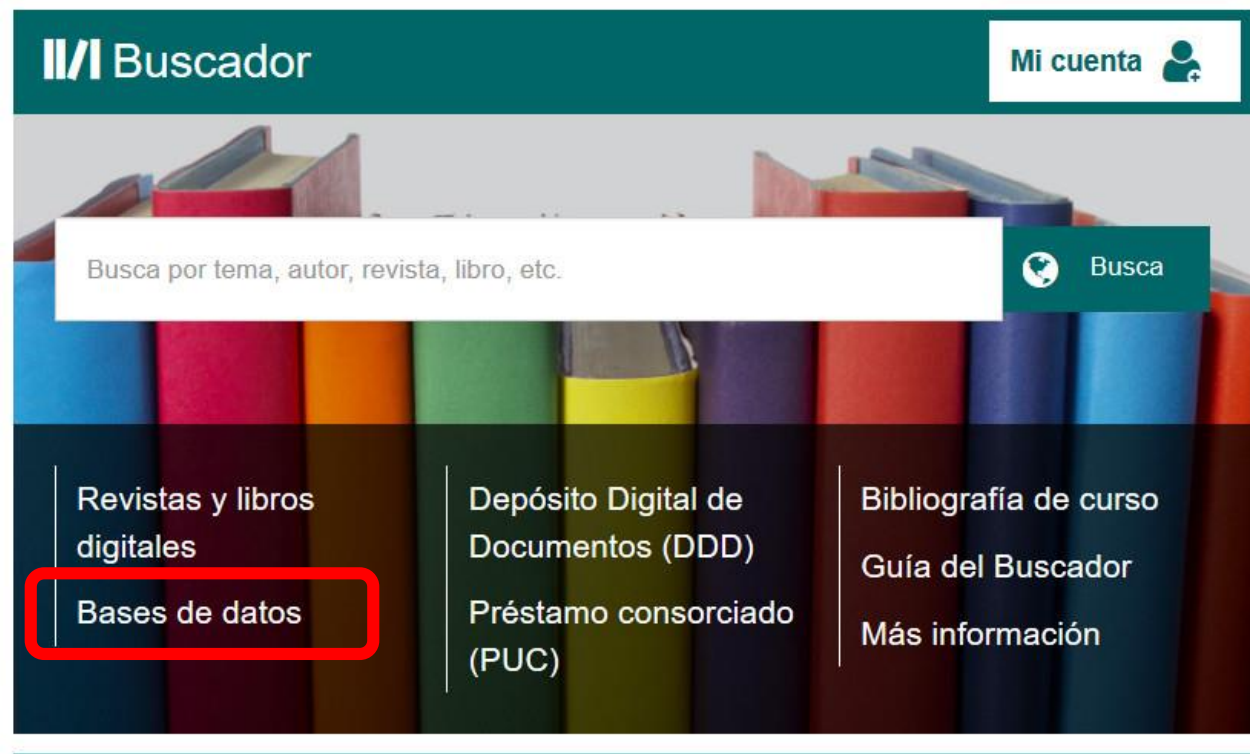 Buscador
Mi cuenta
Busca por tema, autor, revista, libro, etc.
Busca
Revistas y libros
digitales
Bases de datos
Depósito Digital de
Documentos (DDD)
Préstamo consorciado
(PUC)
Bibliografía de curso
Guía del Buscador
Más información